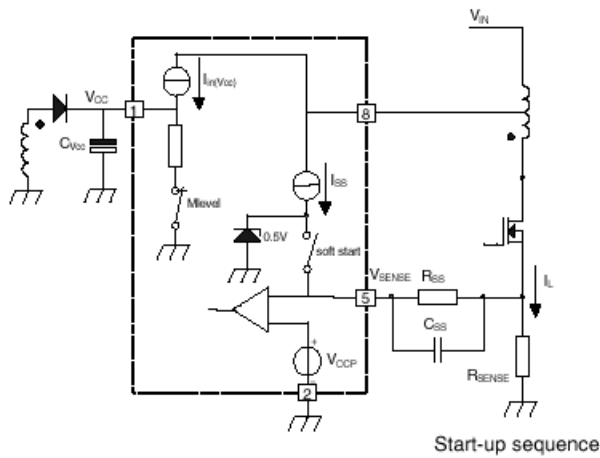 VIN
Iin(Vcc)
VCC
1
8
CVcc
ISS
Mlevel
0.5V
soft start
VSENSE
RSS
IL
5
CSS
+
VCCP
RSENSE
2
Start-up sequence